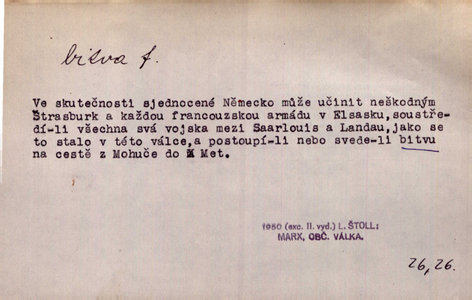 bitva f.
Ve skutečnosti sjednocené Německo může učinit neškodným
Štrasburk a každou francouzskou armádu v Elsasku,soustře-
dí-li všechna svá vojska mezi Saarlouis a Landau,jako se
to stalo v této válce,a postoupí-li nebo svede-li bitvu
na cestě z Mohuče do Met.
1950 (exc. II. vyd.) L. ŠTOLL:
MARX, OBČ. VÁLKA.
26,26.